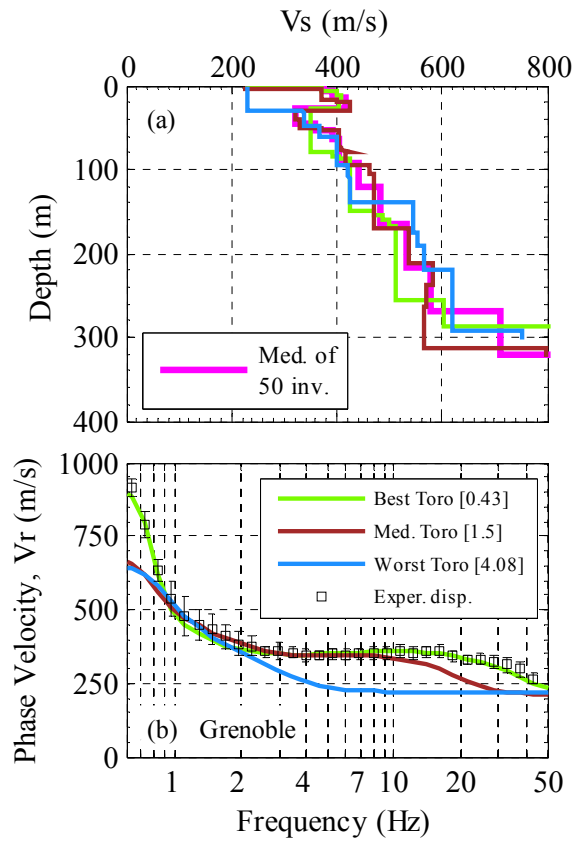 Vs (m/s)
0 200 400 600 800
0
100
200
300
400
Depth (m)
(a)
Med. of
50 inv.
1000
750
500
250
0
Phase Velocity, Vr (m/s)
Best Toro [0.43]
Med. Toro [1.5]
Worst Toro [4.08]
Exper. disp.
(b) Grenoble
1 2 4 7 10 20 50
Frequency (Hz)